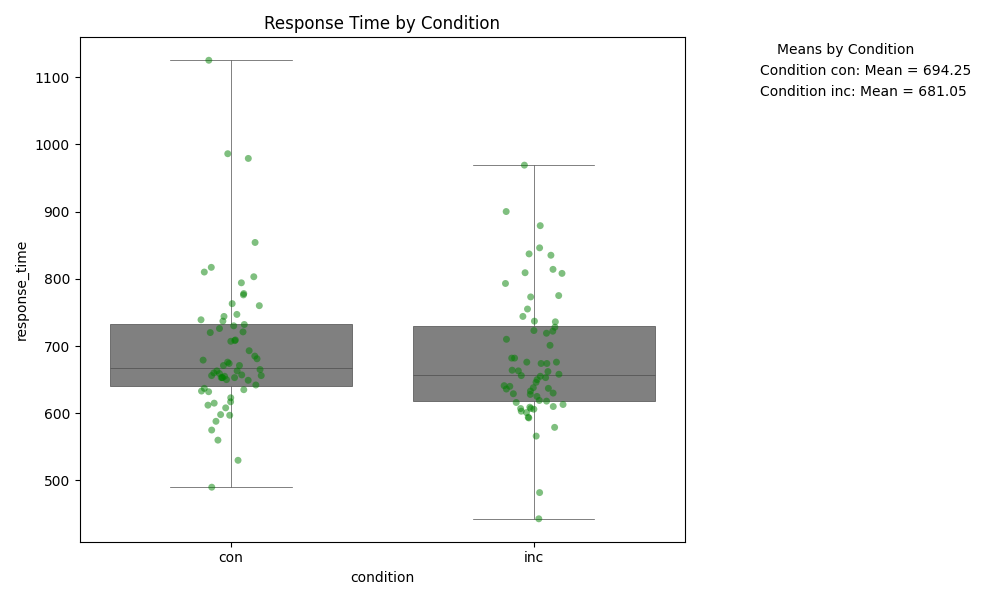 Response Time by Condition
Means by Condition
Condition con: Mean = 694.25
Condition inc: Mean = 681.05
1100
1000
900
800
700
600
500
response_time
con
inc
condition